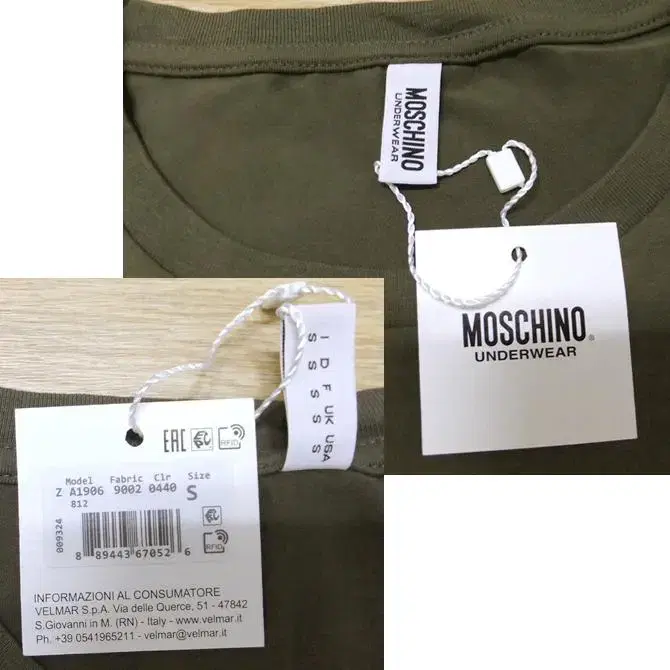 MOSCHINO
UNDERWEAR
MOSCHINO®
UNDERWEAR
I D F UK USA
S S S S S
EAC
RFID
Model Fabric Clr Size
Z A1906 9002 0440 S
812
009324
8 89443 67052 6
RFID
INFORMAZIONI AL CONSUMATORE
VELMAR S.p.A. Via delle Querce, 51 - 47842
S.Giovanni in M. (RN) - Italy - www.velmar.it
Ph. +39 0541965211 - velmar@velmar.it